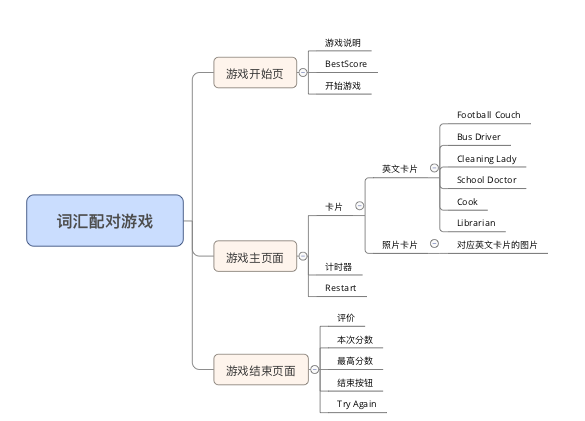 词汇配对游戏
游戏开始页
游戏说明
BestScore
开始游戏
游戏主页面
卡片
英文卡片
Football Couch
Bus Driver
Cleaning Lady
School Doctor
Cook
Librarian
照片卡片
对应英文卡片的图片
计时器
Restart
游戏结束页面
评价
本次分数
最高分数
结束按钮
Try Again